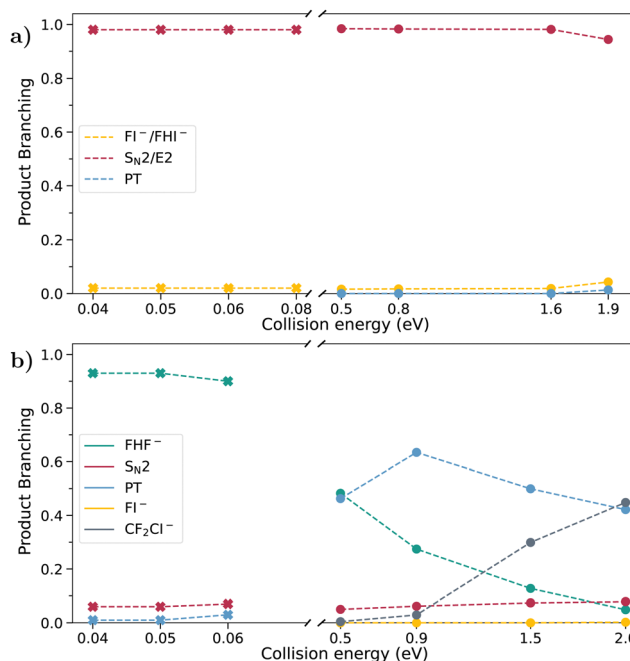 a)
Product Branching
1.0
0.8
0.6
0.4
0.2
0.0
FI⁻/FHI⁻
S_N2/E2
PT
0.04 0.05 0.06 0.08 0.5 0.8 1.6 1.9
Collision energy (eV)
b)
Product Branching
1.0
0.8
0.6
0.4
0.2
0.0
FHF⁻
S_N2
PT
FI⁻
CF₂Cl⁻
0.04 0.05 0.06 0.5 0.9 1.5 2.0
Collision energy (eV)